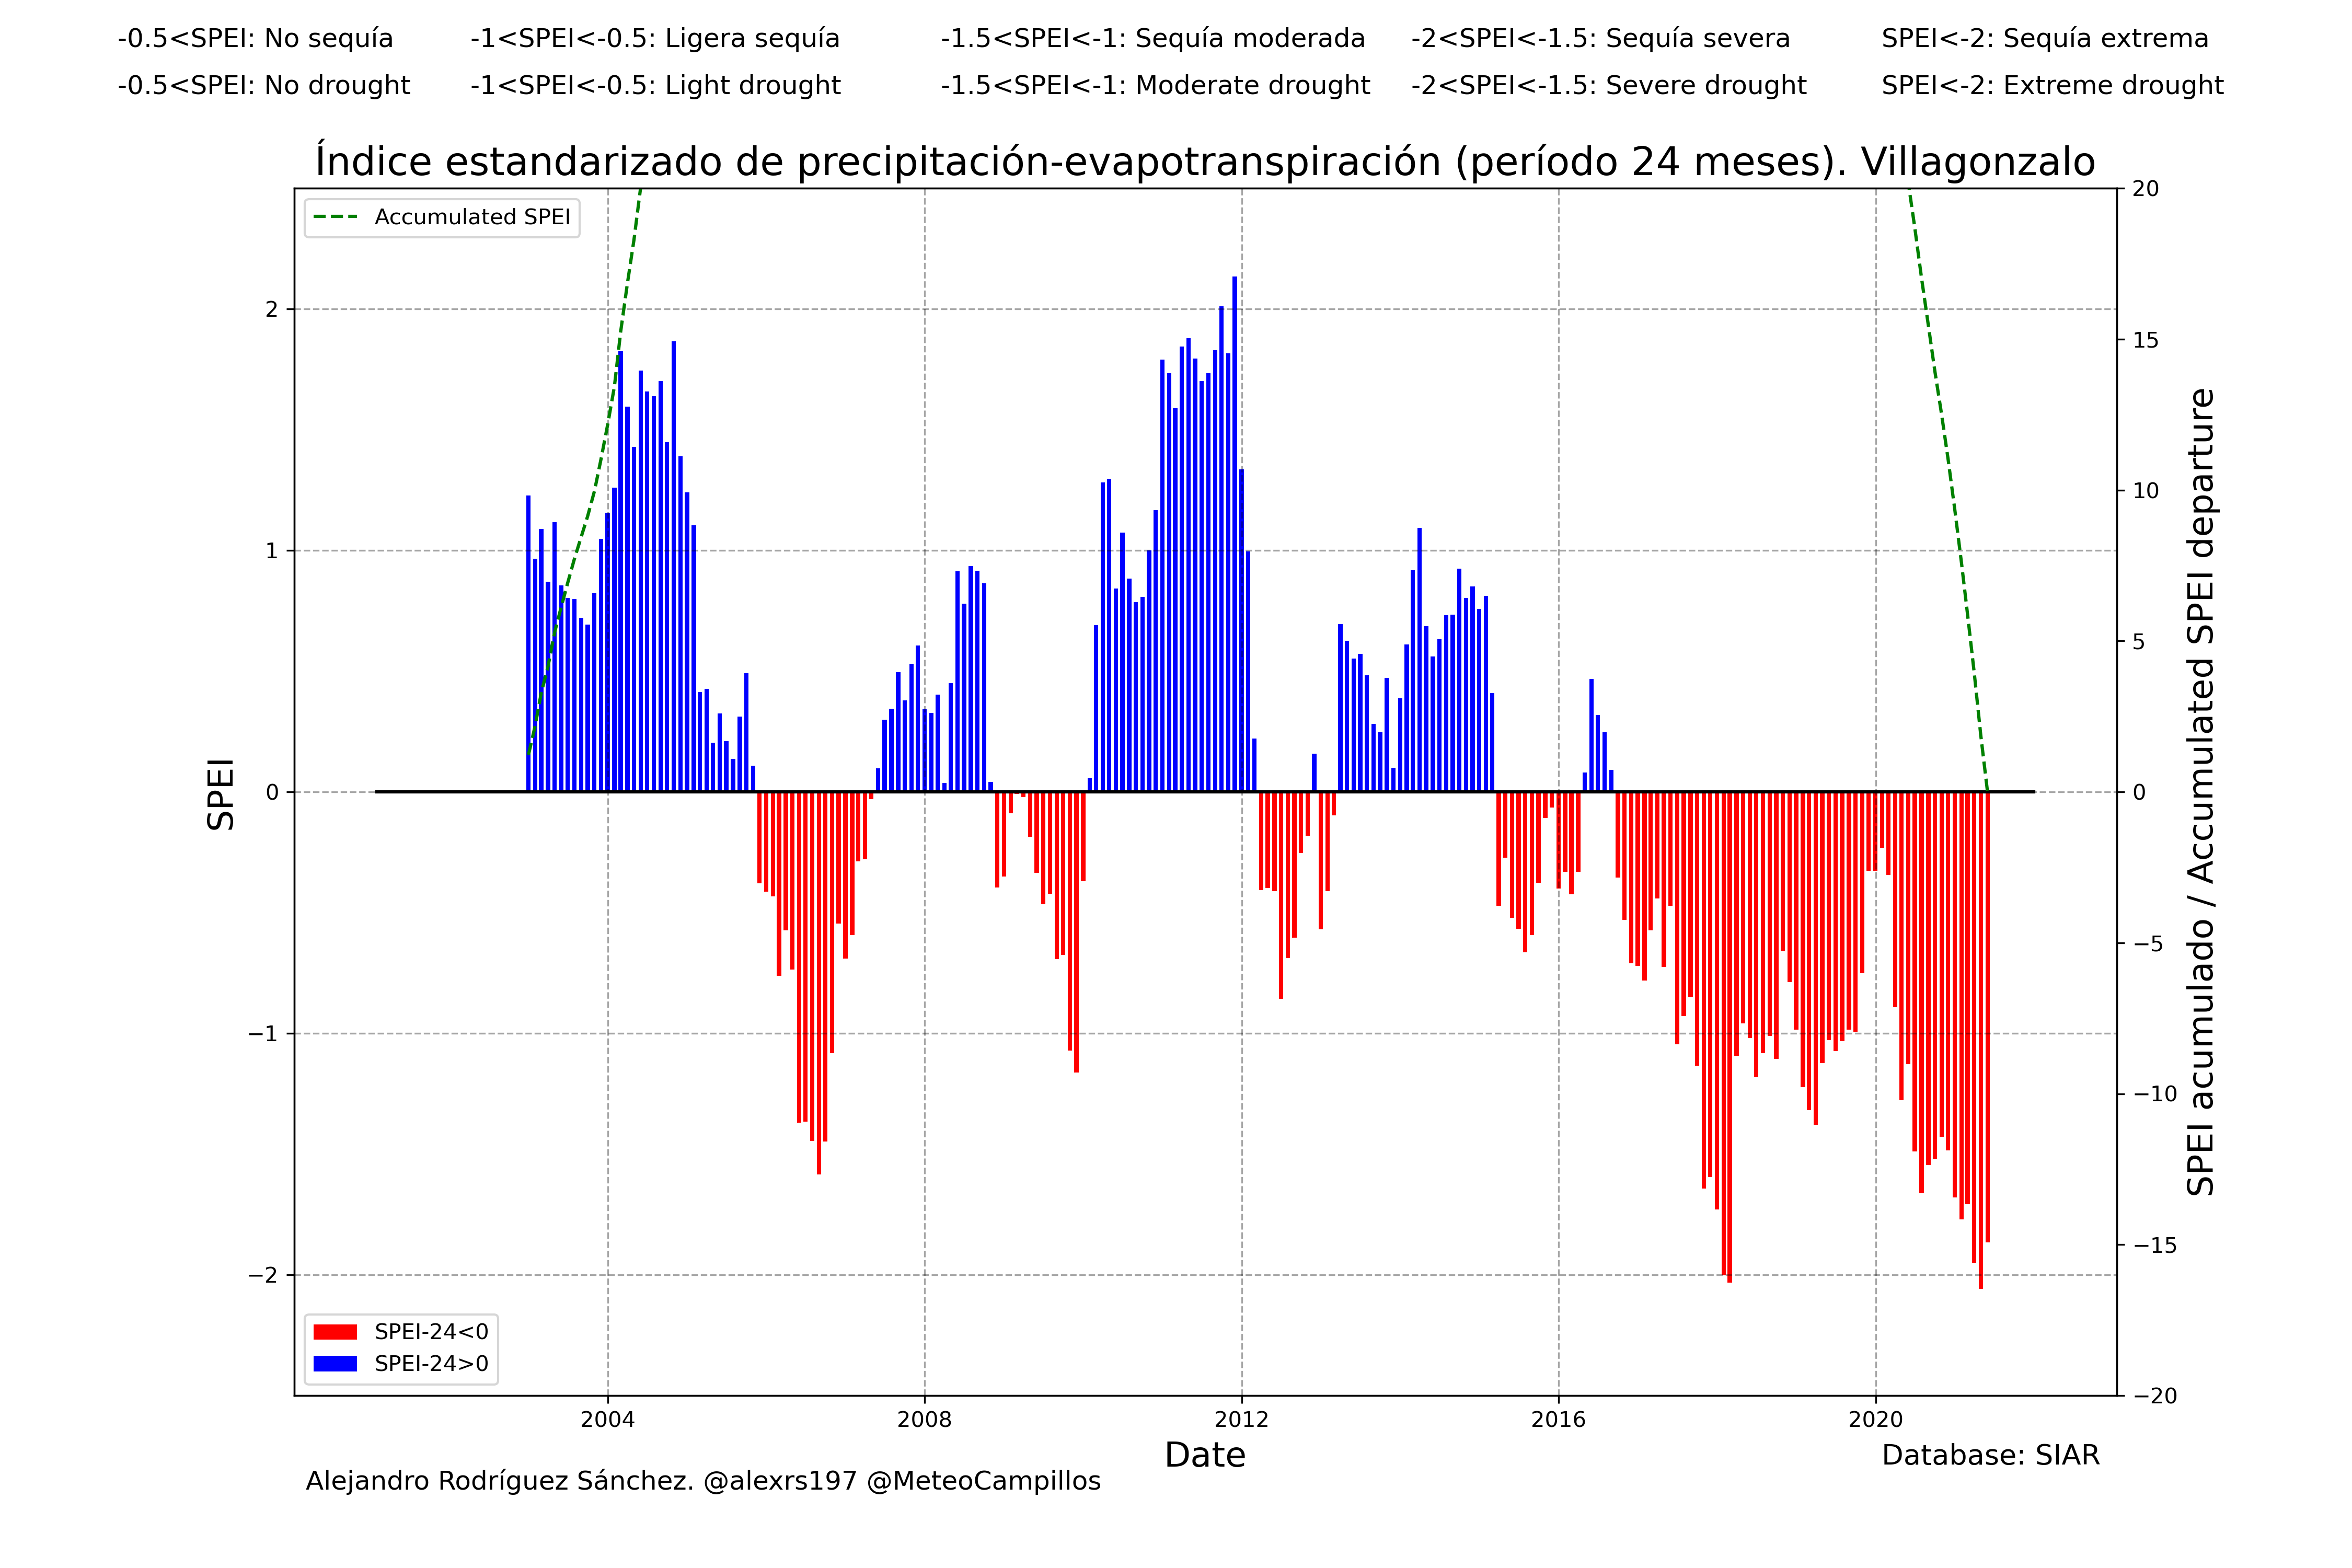 -0.5<SPEI: No sequía -1<SPEI<-0.5: Ligera sequía -1.5<SPEI<-1: Sequía moderada -2<SPEI<-1.5: Sequía severa SPEI<-2: Sequía extrema
-0.5<SPEI: No drought -1<SPEI<-0.5: Light drought -1.5<SPEI<-1: Moderate drought -2<SPEI<-1.5: Severe drought SPEI<-2: Extreme drought
Índice estandarizado de precipitación-evapotranspiración (período 24 meses). Villagonzalo
Accumulated SPEI
SPEI
2
1
0
−1
−2
20
15
10
5
0
−5
−10
−15
−20
SPEI acumulado / Accumulated SPEI departure
SPEI-24<0
SPEI-24>0
2004 2008 2012 2016 2020
Date
Database: SIAR
Alejandro Rodríguez Sánchez. @alexrs197 @MeteoCampillos